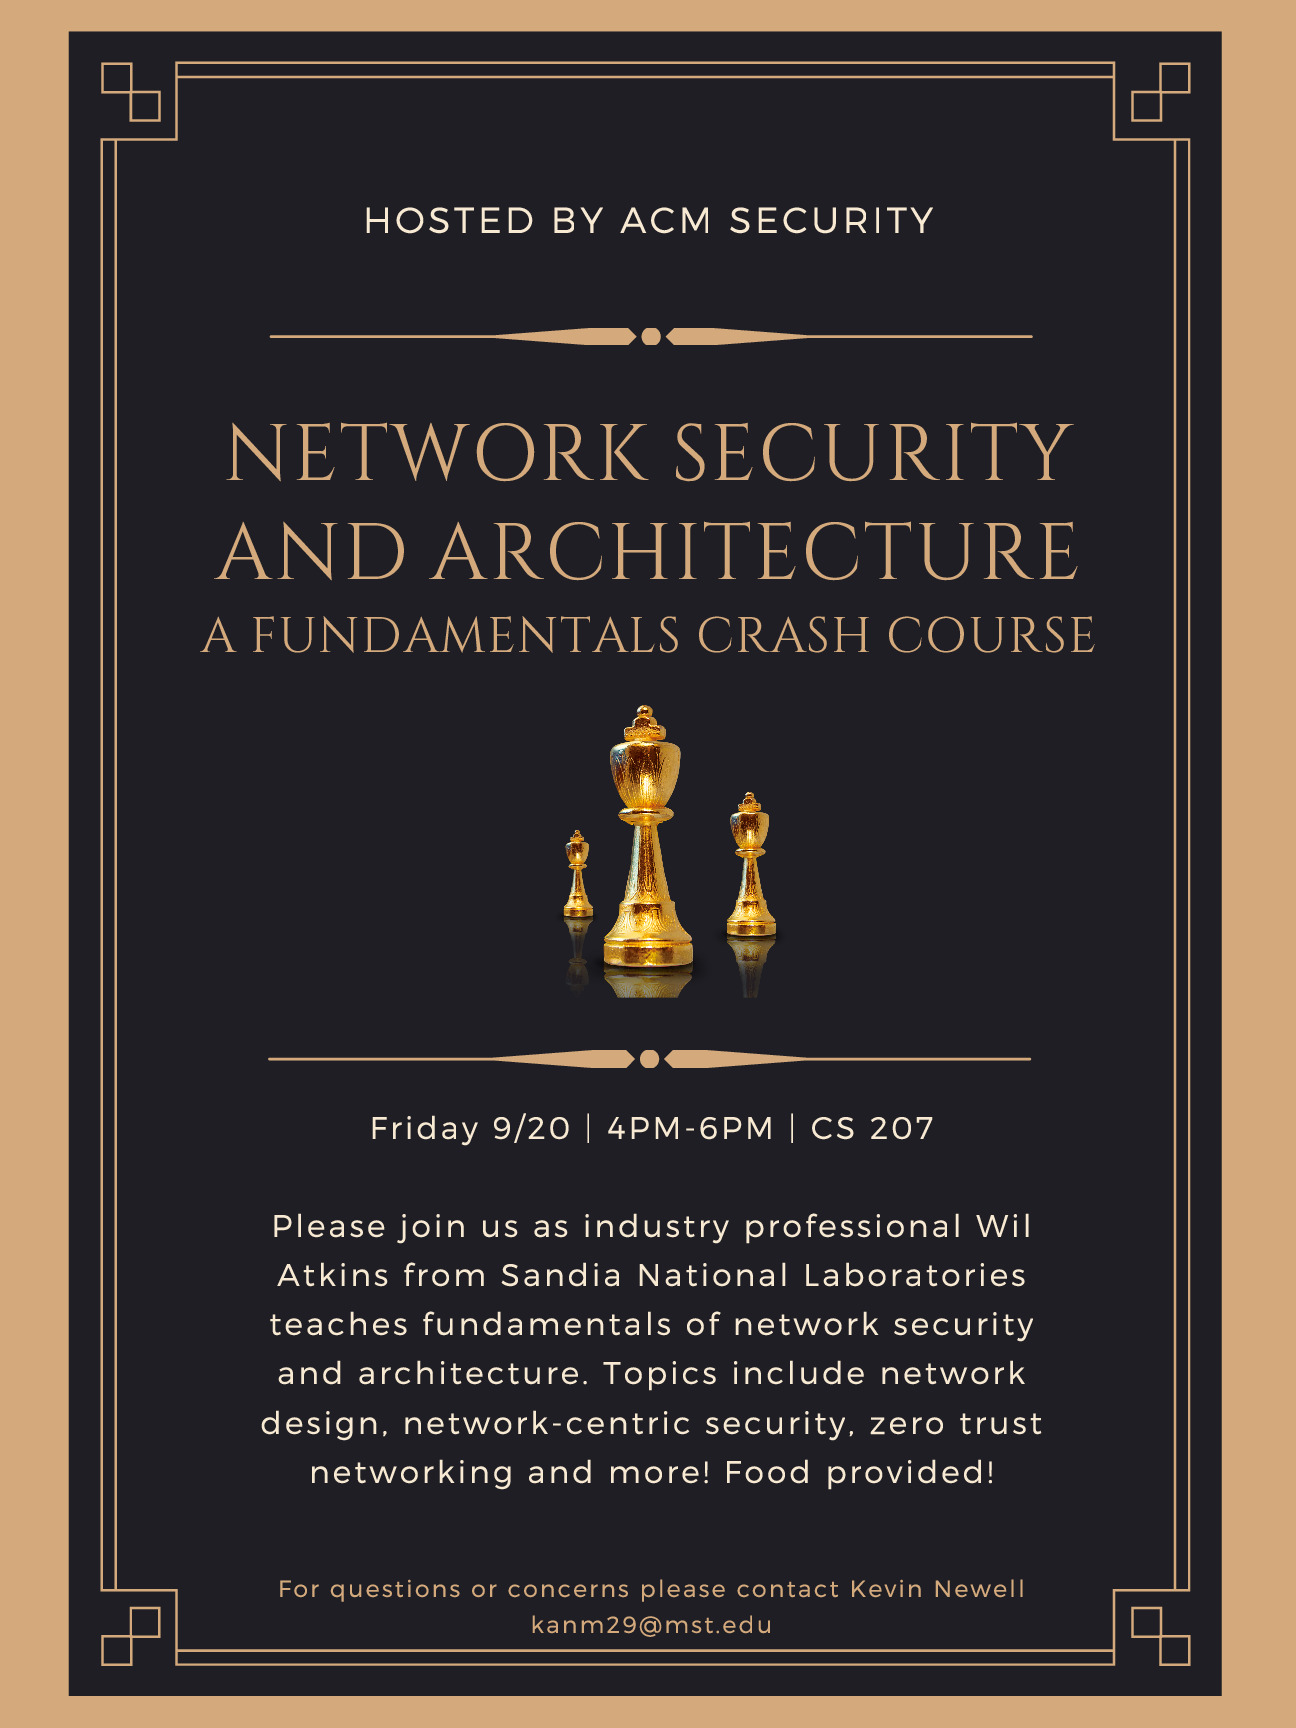 HOSTED BY ACM SECURITY
NETWORK SECURITY
AND ARCHITECTURE
A FUNDAMENTALS CRASH COURSE
Friday 9/20 | 4PM-6PM | CS 207
Please join us as industry professional Wil
Atkins from Sandia National Laboratories
teaches fundamentals of network security
and architecture. Topics include network
design, network-centric security, zero trust
networking and more! Food provided!
For questions or concerns please contact Kevin Newell
kanm29@mst.edu